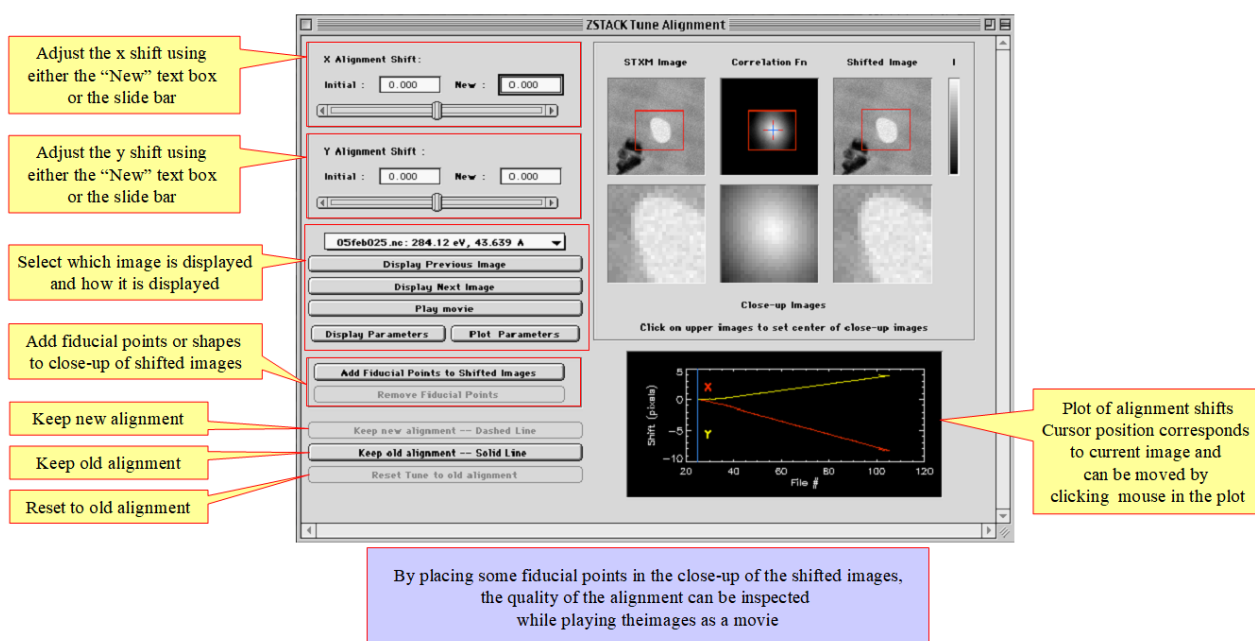 ZSTACK Tune Alignment
Adjust the x shift using
either the “New” text box
or the slide bar
X Alignment Shift:
Initial : 0.000 New : 0.000
Adjust the y shift using
either the “New” text box
or the slide bar
Y Alignment Shift :
Initial : 0.000 New : 0.000
Select which image is displayed
and how it is displayed
05feb025.nc: 284.12 eV, 43.639 A
Display Previous Image
Display Next Image
Play movie
Display Parameters Plot Parameters
Add fiducial points or shapes
to close-up of shifted images
Add Fiducial Points to Shifted Images
Remove Fiducial Points
Keep new alignment
Keep new alignment -- Dashed Line
Keep old alignment
Keep old alignment -- Solid Line
Reset to old alignment
Reset Tune to old alignment
STXM Image Correlation Fn Shifted Image I
Close-up Images
Click on upper images to set center of close-up images
Shift (pixels)
5
0
-5
-10
X
Y
20 40 60 80 100 120
File #
Plot of alignment shifts
Cursor position corresponds
to current image and
can be moved by
clicking mouse in the plot
By placing some fiducial points in the close-up of the shifted images,
the quality of the alignment can be inspected
while playing theimages as a movie